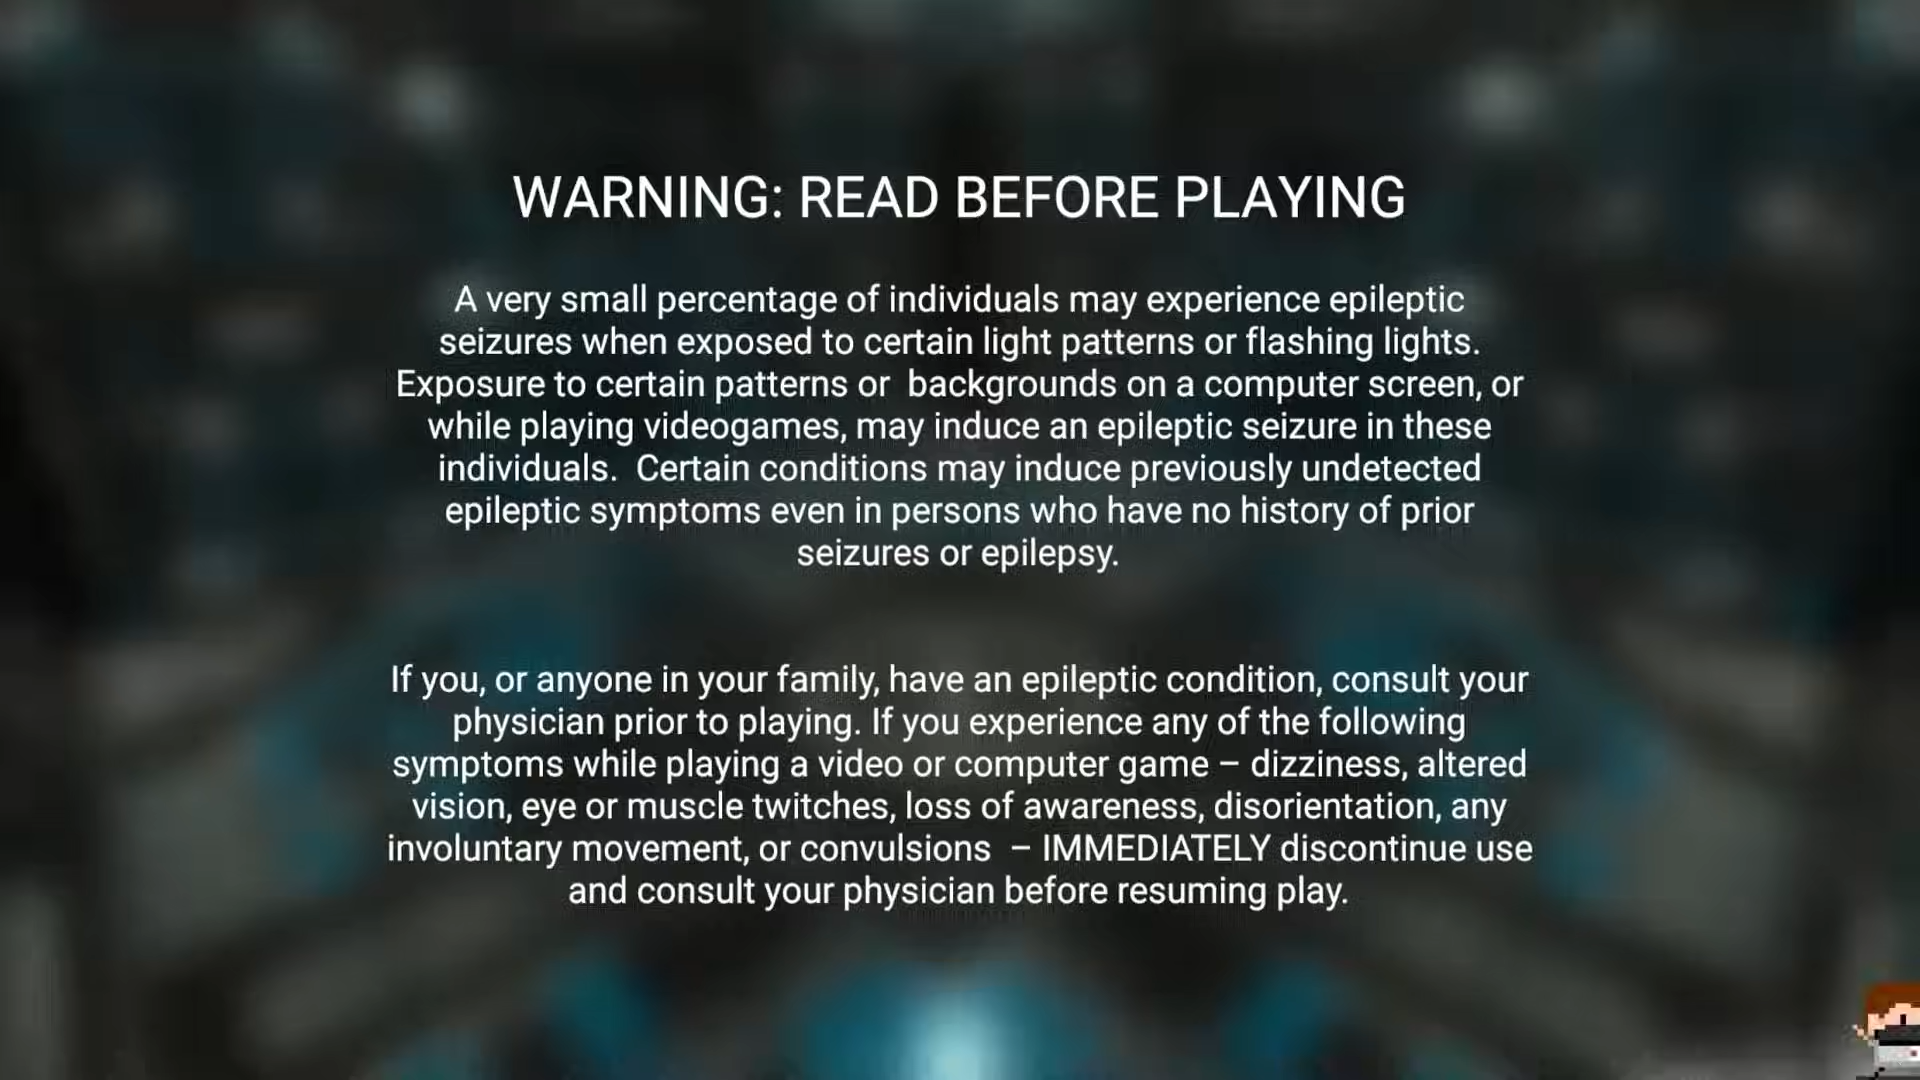 WARNING: READ BEFORE PLAYING
A very small percentage of individuals may experience epileptic
seizures when exposed to certain light patterns or flashing lights.
Exposure to certain patterns or  backgrounds on a computer screen, or
while playing videogames, may induce an epileptic seizure in these
individuals.  Certain conditions may induce previously undetected
epileptic symptoms even in persons who have no history of prior
seizures or epilepsy.
If you, or anyone in your family, have an epileptic condition, consult your
physician prior to playing. If you experience any of the following
symptoms while playing a video or computer game – dizziness, altered
vision, eye or muscle twitches, loss of awareness, disorientation, any
involuntary movement, or convulsions  – IMMEDIATELY discontinue use
and consult your physician before resuming play.